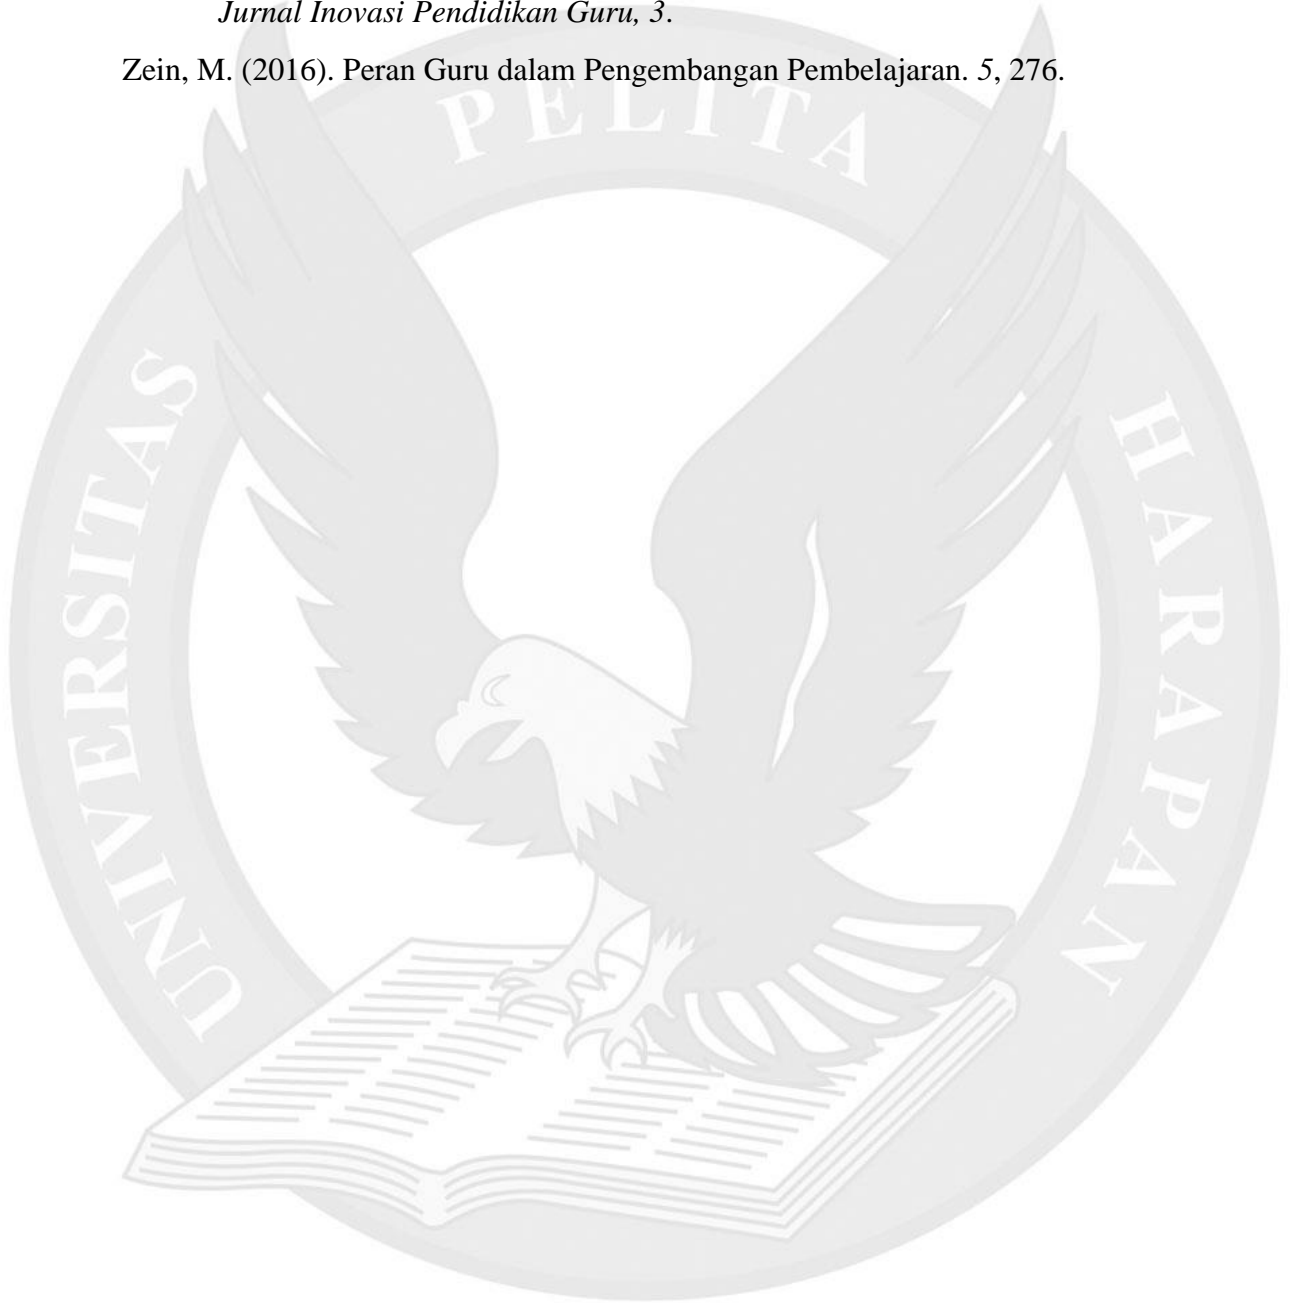 Jurnal Inovasi Pendidikan Guru, 3.
Zein, M. (2016). Peran Guru dalam Pengembangan Pembelajaran. 5, 276.
UNIVERSITAS PELITA HARAPAN